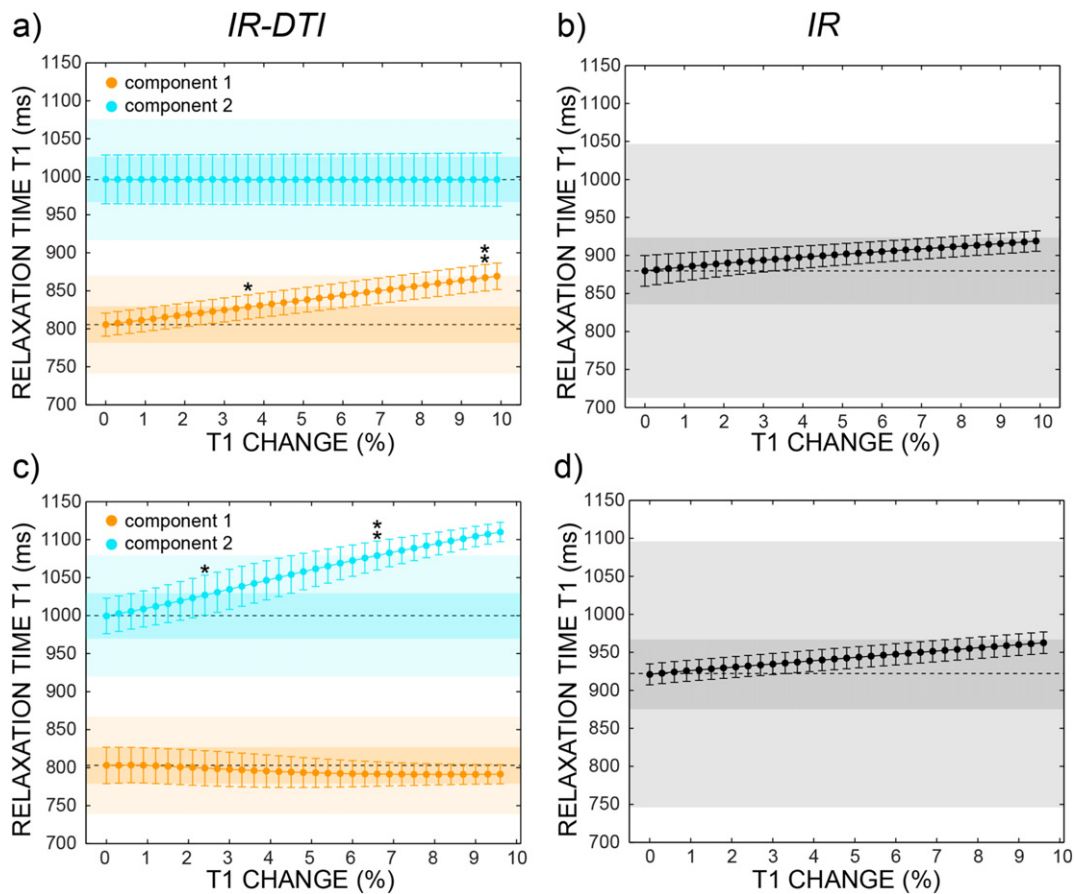 a) IR-DTI
b) IR
component 1
component 2
RELAXATION TIME T1 (ms)
1150
1100
1050
1000
950
900
850
800
750
700
*
*
*
0 1 2 3 4 5 6 7 8 9 10
T1 CHANGE (%)
RELAXATION TIME T1 (ms)
1150
1100
1050
1000
950
900
850
800
750
700
0 1 2 3 4 5 6 7 8 9 10
T1 CHANGE (%)
c)
component 1
component 2
RELAXATION TIME T1 (ms)
1150
1100
1050
1000
950
900
850
800
750
700
*
*
*
0 1 2 3 4 5 6 7 8 9 10
T1 CHANGE (%)
d)
RELAXATION TIME T1 (ms)
1150
1100
1050
1000
950
900
850
800
750
700
0 1 2 3 4 5 6 7 8 9 10
T1 CHANGE (%)